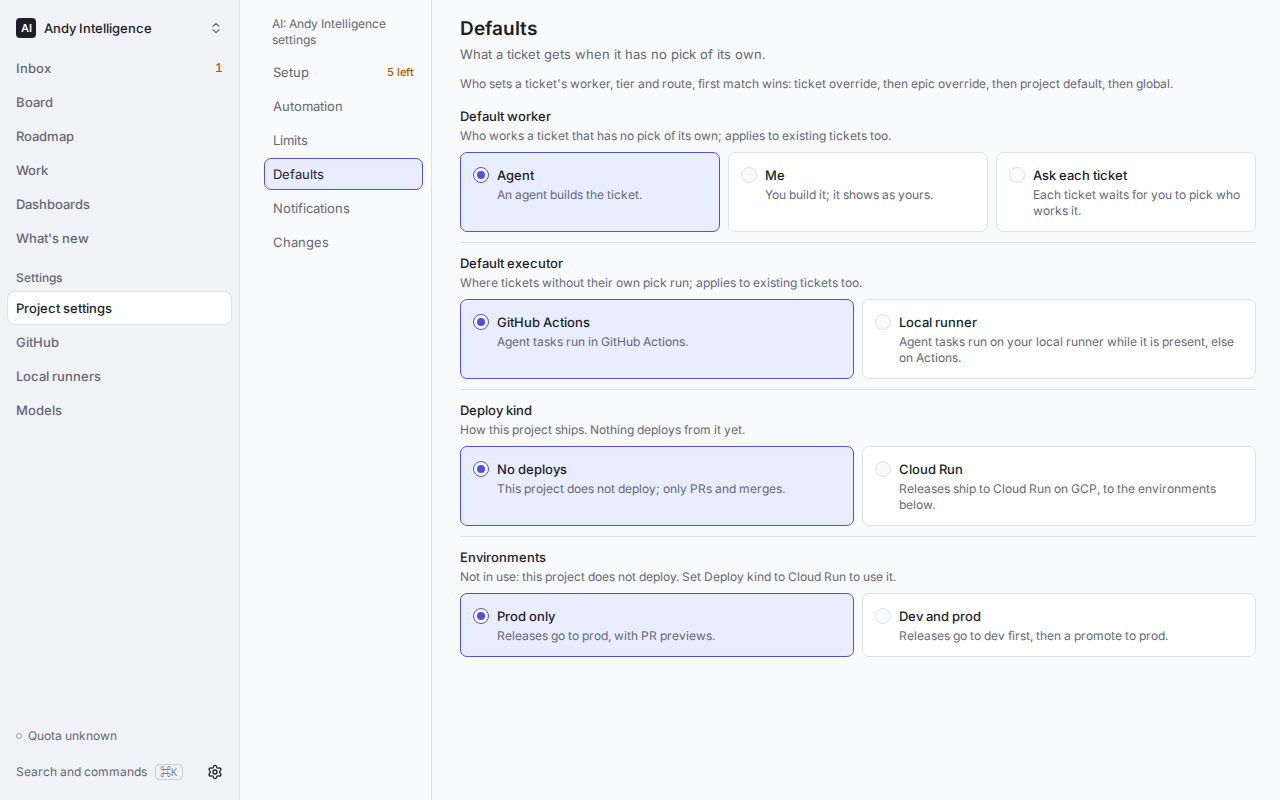 AI Andy Intelligence
Inbox 1
Board
Roadmap
Work
Dashboards
What's new
Settings
Project settings
GitHub
Local runners
Models
Quota unknown
Search and commands ⌘K
AI: Andy Intelligence
settings
Setup 5 left
Automation
Limits
Defaults
Notifications
Changes
Defaults
What a ticket gets when it has no pick of its own.
Who sets a ticket's worker, tier and route, first match wins: ticket override, then epic override, then project default, then global.
Default worker
Who works a ticket that has no pick of its own; applies to existing tickets too.
Agent
An agent builds the ticket.
Me
You build it; it shows as yours.
Ask each ticket
Each ticket waits for you to pick who
works it.
Default executor
Where tickets without their own pick run; applies to existing tickets too.
GitHub Actions
Agent tasks run in GitHub Actions.
Local runner
Agent tasks run on your local runner while it is present, else
on Actions.
Deploy kind
How this project ships. Nothing deploys from it yet.
No deploys
This project does not deploy; only PRs and merges.
Cloud Run
Releases ship to Cloud Run on GCP, to the environments
below.
Environments
Not in use: this project does not deploy. Set Deploy kind to Cloud Run to use it.
Prod only
Releases go to prod, with PR previews.
Dev and prod
Releases go to dev first, then a promote to prod.